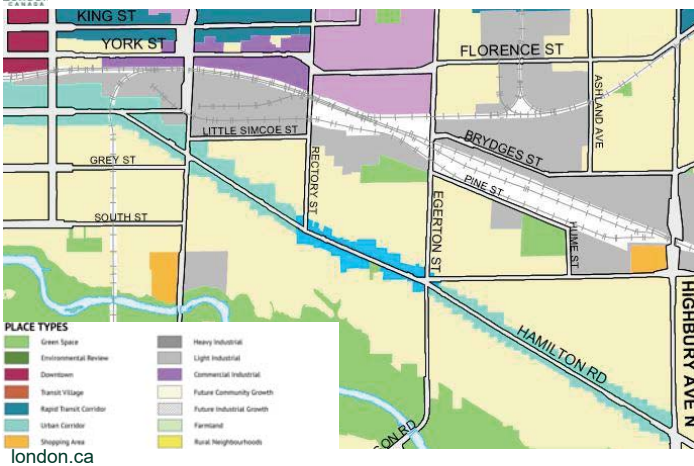 CANADA
KING ST
YORK ST
FLORENCE ST
ASHLAND AVE
LITTLE SIMCOE ST
BRYDGES ST
GREY ST
RECTORY ST
PINE ST
EGERTON ST
SOUTH ST
HUME ST
HIGHBURY AVE N
HAMILTON RD
SON RD
PLACE TYPES
Green Space
Environmental Review
Downtown
Transit Village
Rapid Transit Corridor
Urban Corridor
Shopping Area
Heavy Industrial
Light Industrial
Commercial Industrial
Future Community Growth
Future Industrial Growth
Farmland
Rural Neighbourhoods
london.ca